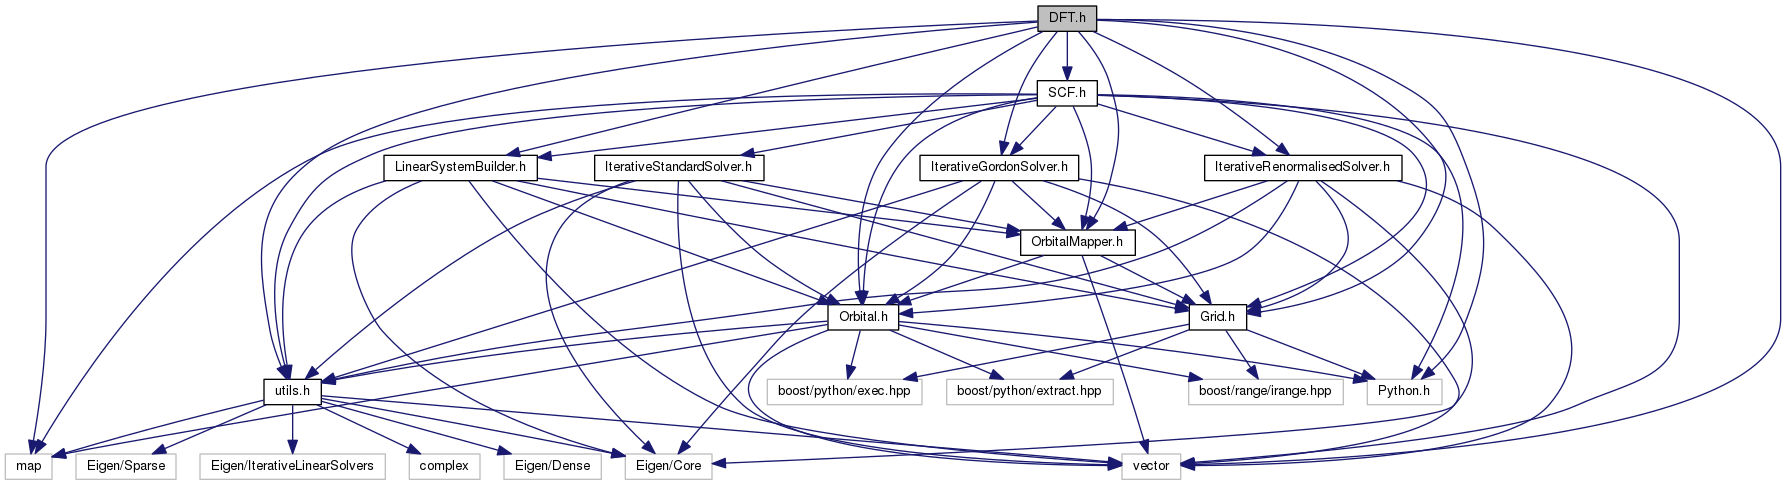 DFT.h
SCF.h
LinearSystemBuilder.h
IterativeStandardSolver.h
IterativeGordonSolver.h
IterativeRenormalisedSolver.h
OrbitalMapper.h
Orbital.h
Grid.h
utils.h
boost/python/exec.hpp
boost/python/extract.hpp
boost/range/irange.hpp
Python.h
map
Eigen/Sparse
Eigen/IterativeLinearSolvers
complex
Eigen/Dense
Eigen/Core
vector